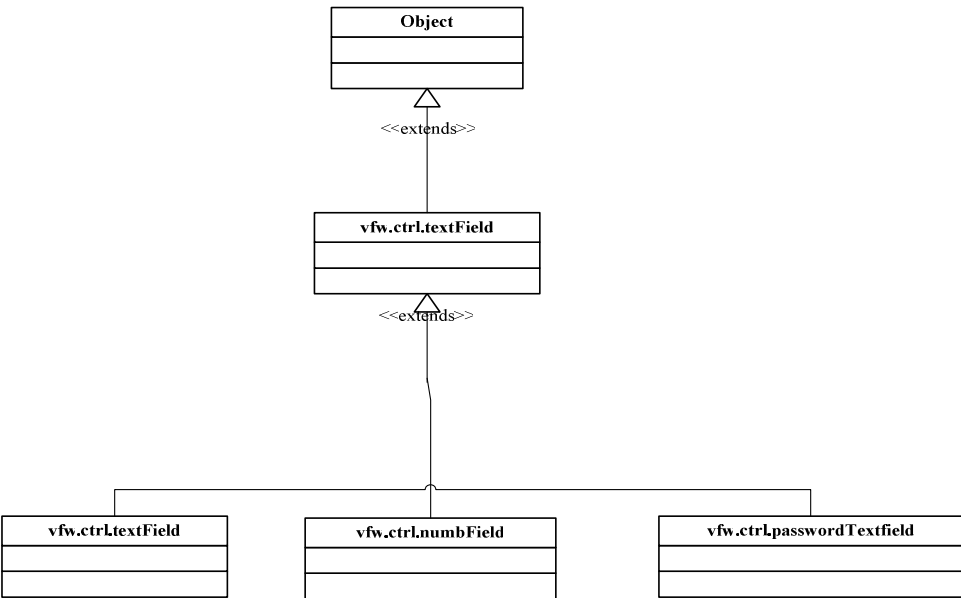 Object
<<extends>>
vfw.ctrl.textField
<<extends>>
vfw.ctrl.textField
vfw.ctrl.numbField
vfw.ctrl.passwordTextfield